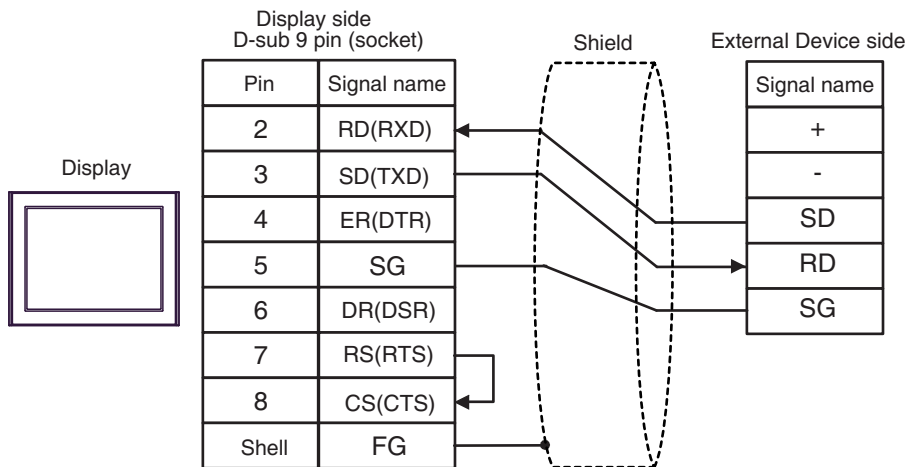 Display side
D-sub 9 pin (socket)
Shield
External Device side
Display
Pin Signal name
2 RD(RXD)
3 SD(TXD)
4 ER(DTR)
5 SG
6 DR(DSR)
7 RS(RTS)
8 CS(CTS)
Shell FG
Signal name
+
-
SD
RD
SG